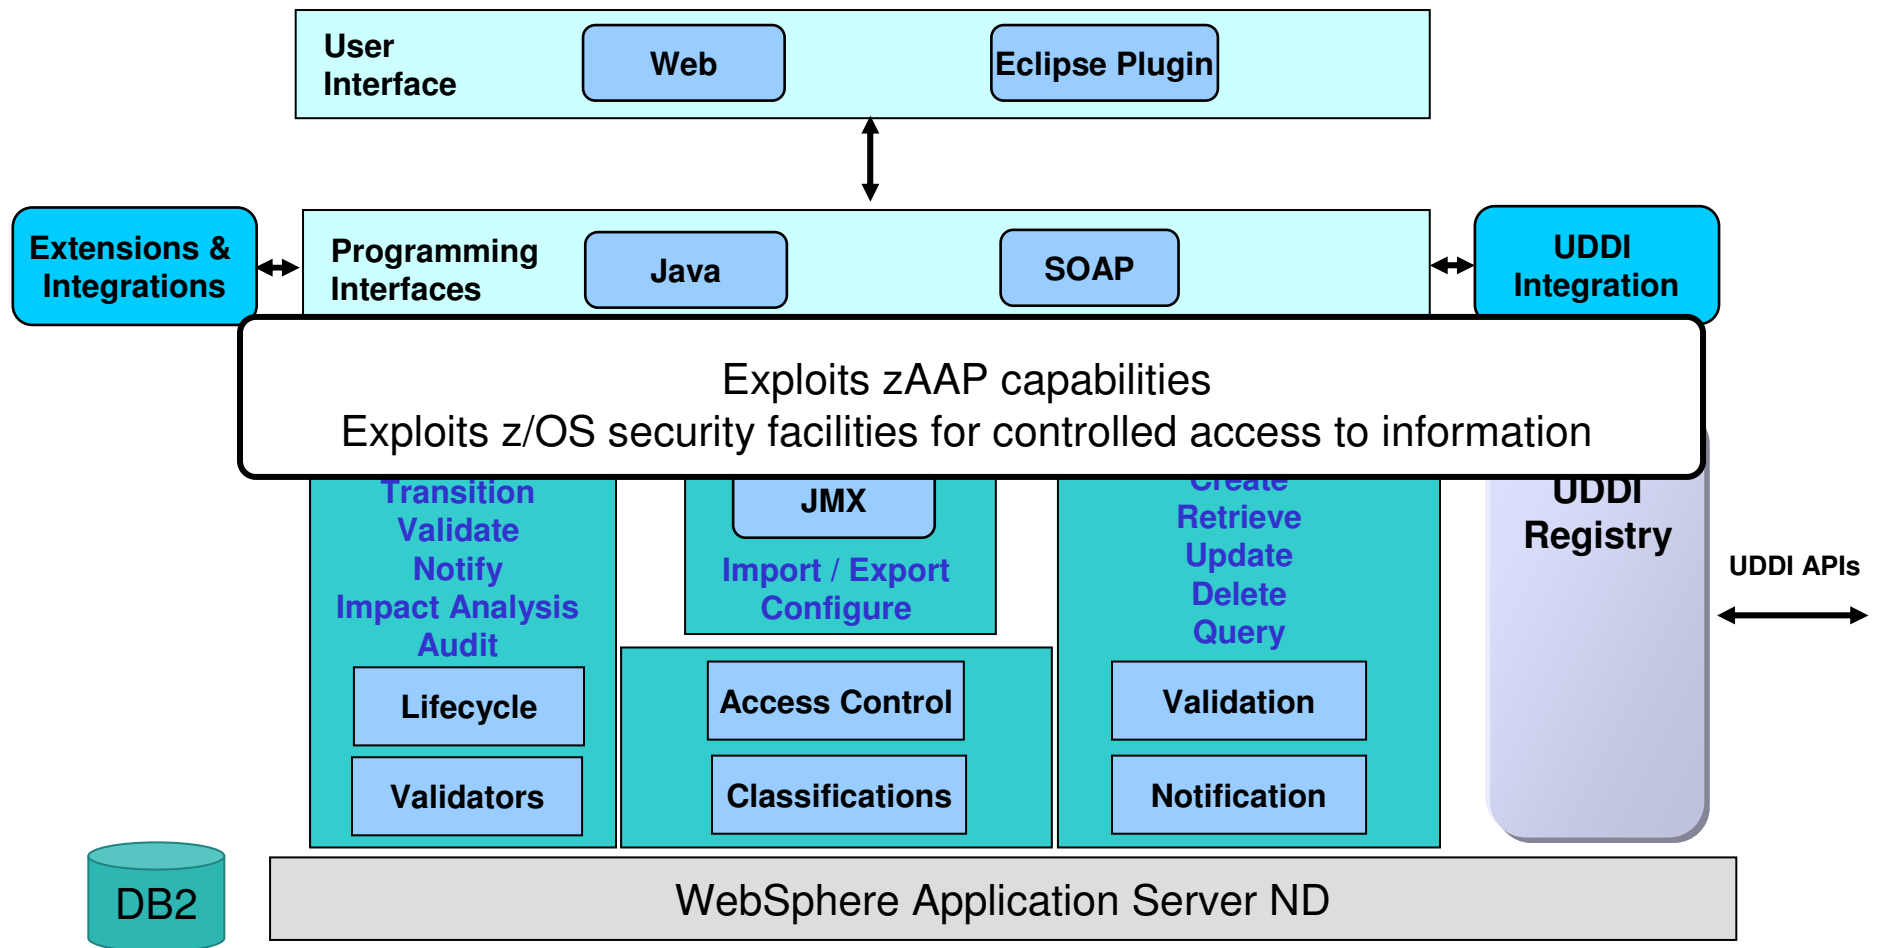 User
Interface
Web
Eclipse Plugin
Extensions &
Integrations
Programming
Interfaces
Java
SOAP
UDDI
Integration
Exploits zAAP capabilities
Exploits z/OS security facilities for controlled access to information
Transition
Validate
Notify
Impact Analysis
Audit
Lifecycle
Validators
JMX
Import / Export
Configure
Access Control
Classifications
Create
Retrieve
Update
Delete
Query
Validation
Notification
UDDI
Registry
UDDI APIs
DB2
WebSphere Application Server ND